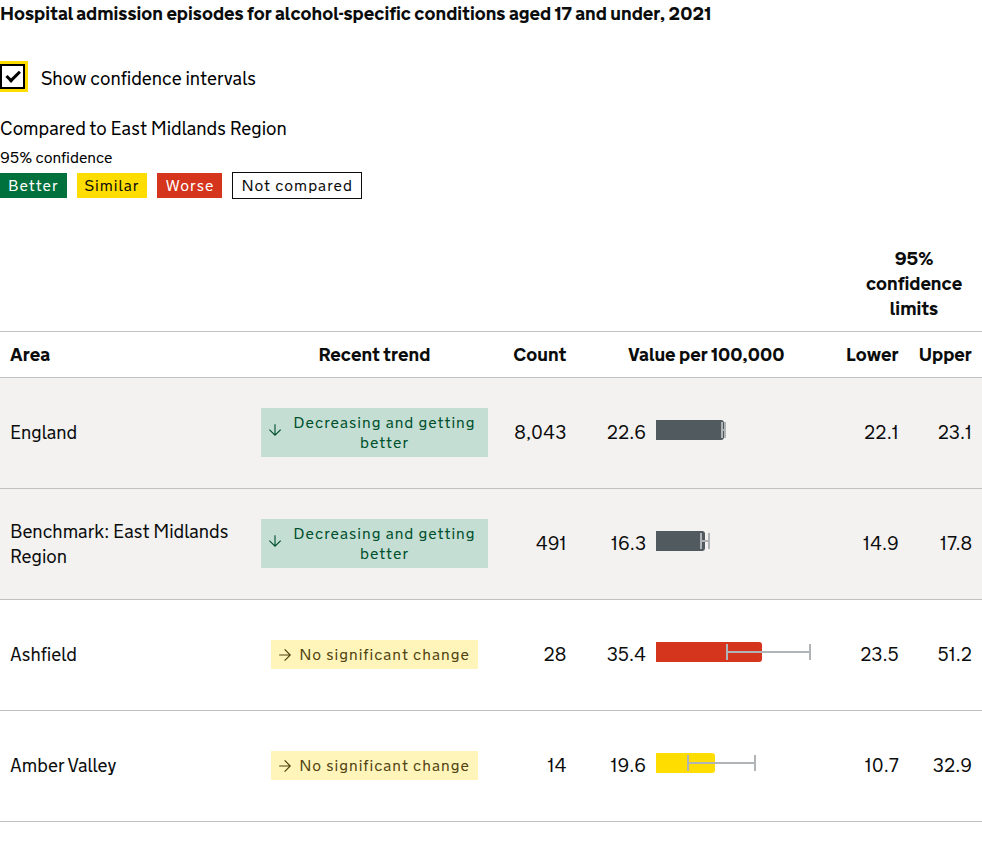 Hospital admission episodes for alcohol-specific conditions aged 17 and under, 2021
Show confidence intervals
Compared to East Midlands Region
95% confidence
Better Similar Worse Not compared
95%
confidence
limits
Area Recent trend Count Value per 100,000 Lower Upper
England ↓ Decreasing and getting
better 8,043 22.6 22.1 23.1
Benchmark: East Midlands
Region ↓ Decreasing and getting
better 491 16.3 14.9 17.8
Ashfield → No significant change 28 35.4 23.5 51.2
Amber Valley → No significant change 14 19.6 10.7 32.9